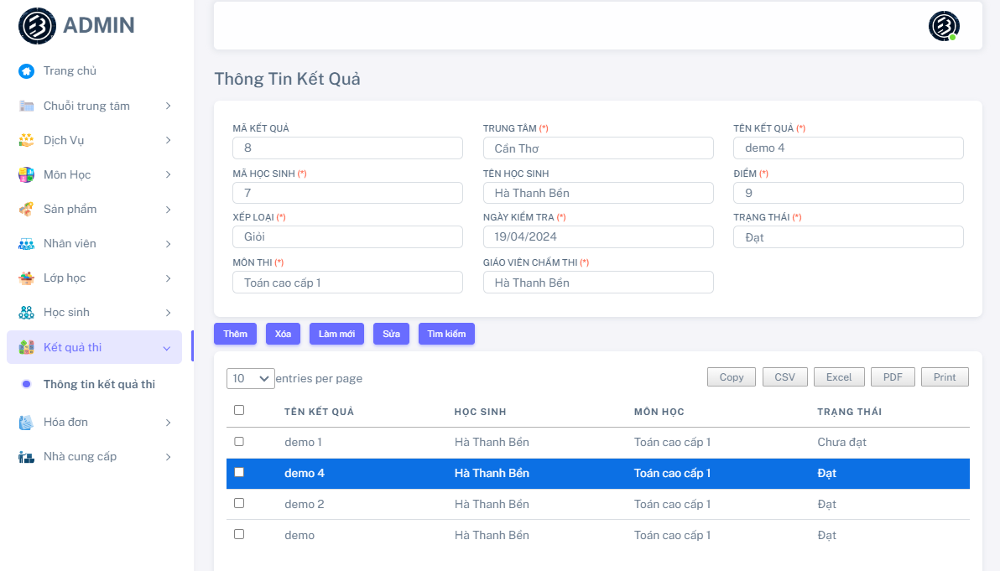 ADMIN
Trang chủ
Chuỗi trung tâm
Dịch Vụ
Môn Học
Sản phẩm
Nhân viên
Lớp học
Học sinh
Kết quả thi
Thông tin kết quả thi
Hóa đơn
Nhà cung cấp
Thông Tin Kết Quả
MÃ KẾT QUẢ
TRUNG TÂM (*)
TÊN KẾT QUẢ (*)
8
Cần Thơ
demo 4
MÃ HỌC SINH (*)
TÊN HỌC SINH
ĐIỂM (*)
7
Hà Thanh Bền
9
XẾP LOẠI (*)
NGÀY KIỂM TRA (*)
TRẠNG THÁI (*)
Giỏi
19/04/2024
Đạt
MÔN THI (*)
GIÁO VIÊN CHẤM THI (*)
Toán cao cấp 1
Hà Thanh Bền
Thêm Xóa Làm mới Sửa Tìm kiếm
10 entries per page
Copy CSV Excel PDF Print
TÊN KẾT QUẢ HỌC SINH MÔN HỌC TRẠNG THÁI
demo 1 Hà Thanh Bền Toán cao cấp 1 Chưa đạt
demo 4 Hà Thanh Bền Toán cao cấp 1 Đạt
demo 2 Hà Thanh Bền Toán cao cấp 1 Đạt
demo Hà Thanh Bền Toán cao cấp 1 Đạt